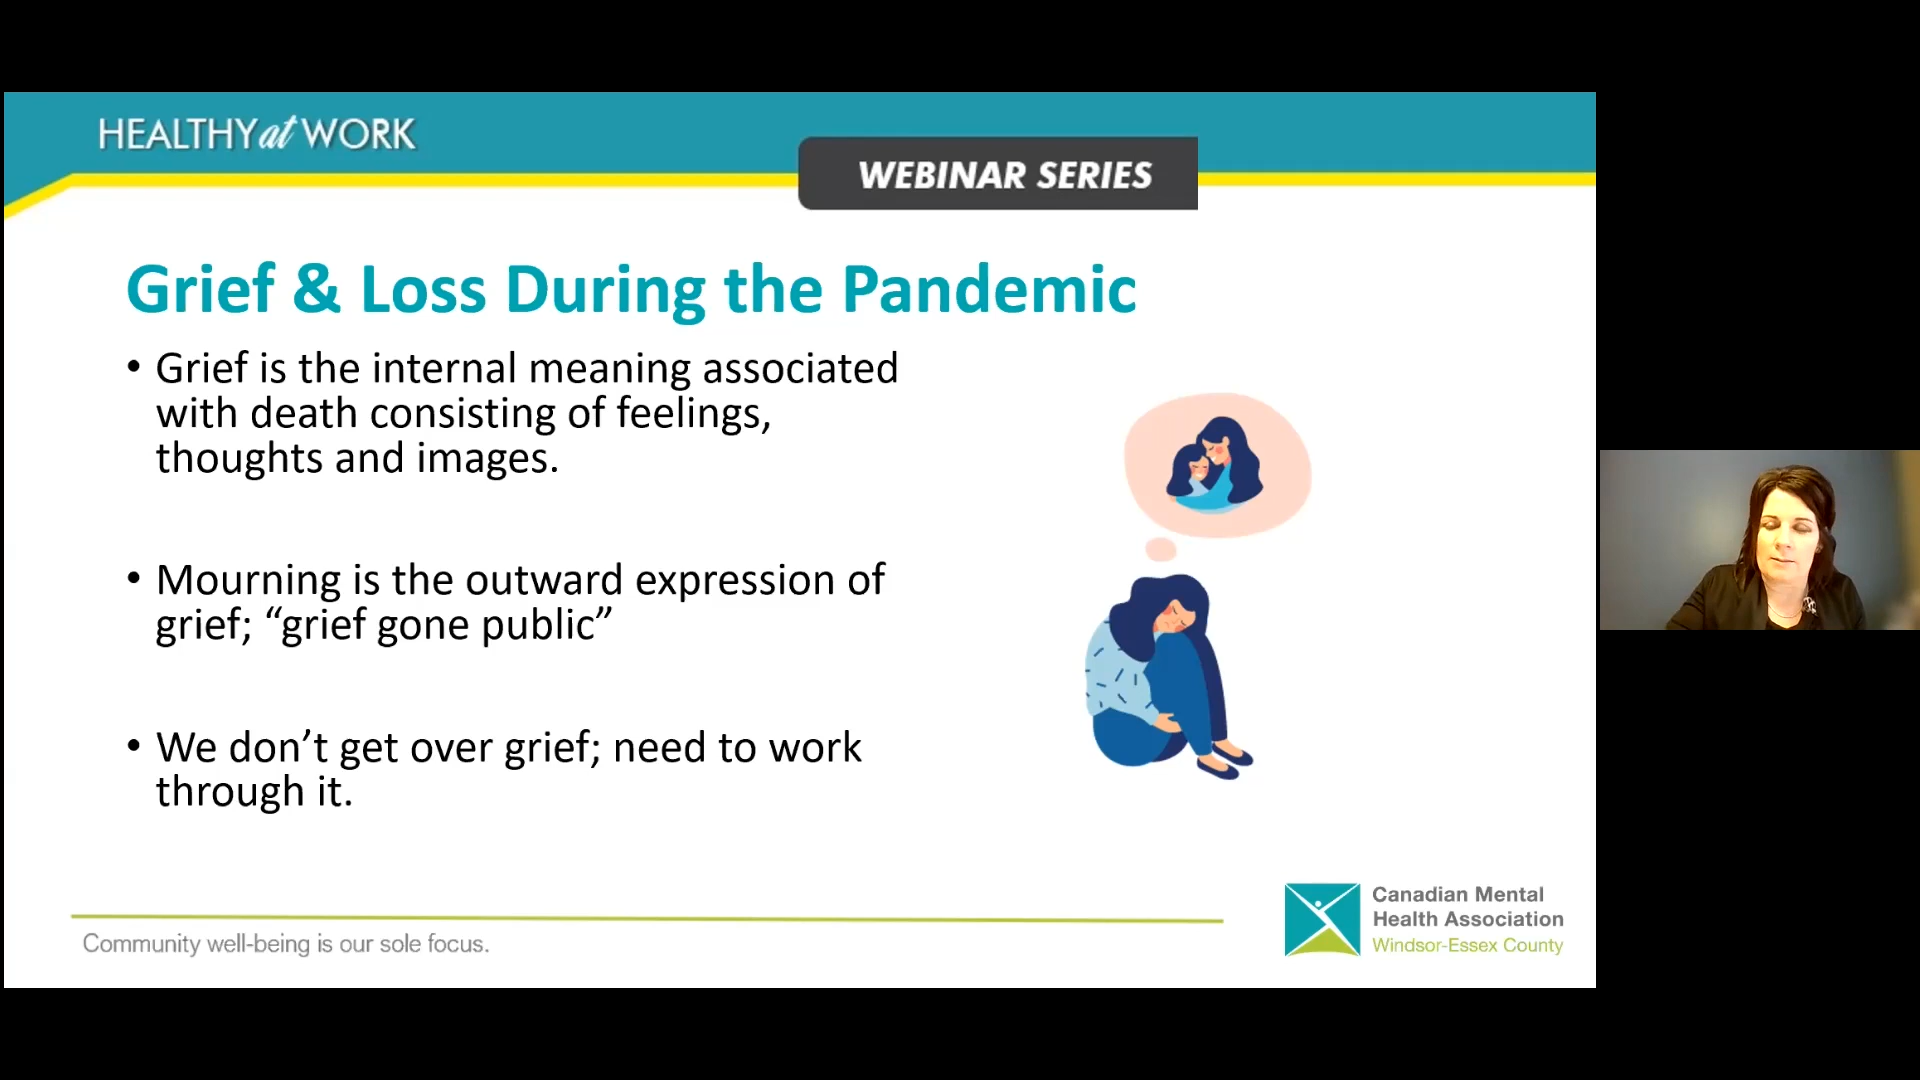 HEALTHY at WORK
WEBINAR SERIES
Grief & Loss During the Pandemic
• Grief is the internal meaning associated
with death consisting of feelings,
thoughts and images.
• Mourning is the outward expression of
grief; “grief gone public”
• We don’t get over grief; need to work
through it.
Community well-being is our sole focus.
Canadian Mental
Health Association
Windsor-Essex County